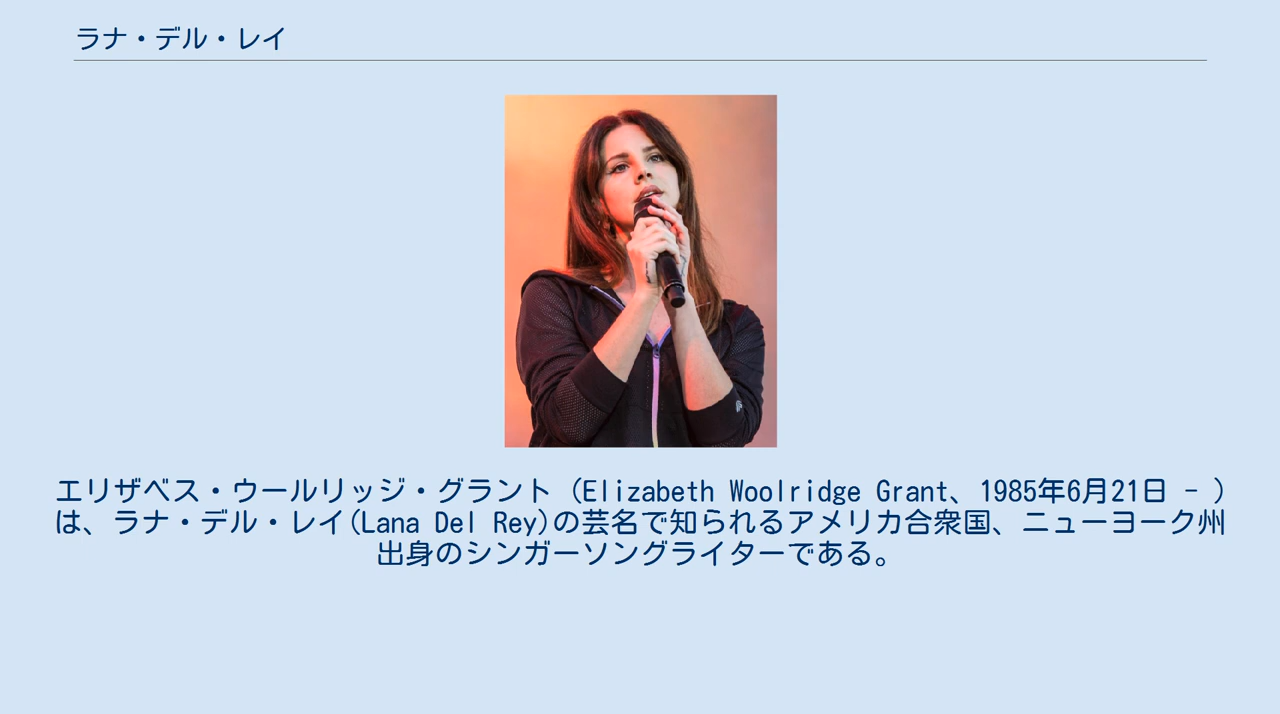 ラナ・デル・レイ
エリザベス・ウールリッジ・グラント (Elizabeth Woolridge Grant、1985年6月21日 - )
は、ラナ・デル・レイ(Lana Del Rey)の芸名で知られるアメリカ合衆国、ニューヨーク州
出身のシンガーソングライターである。